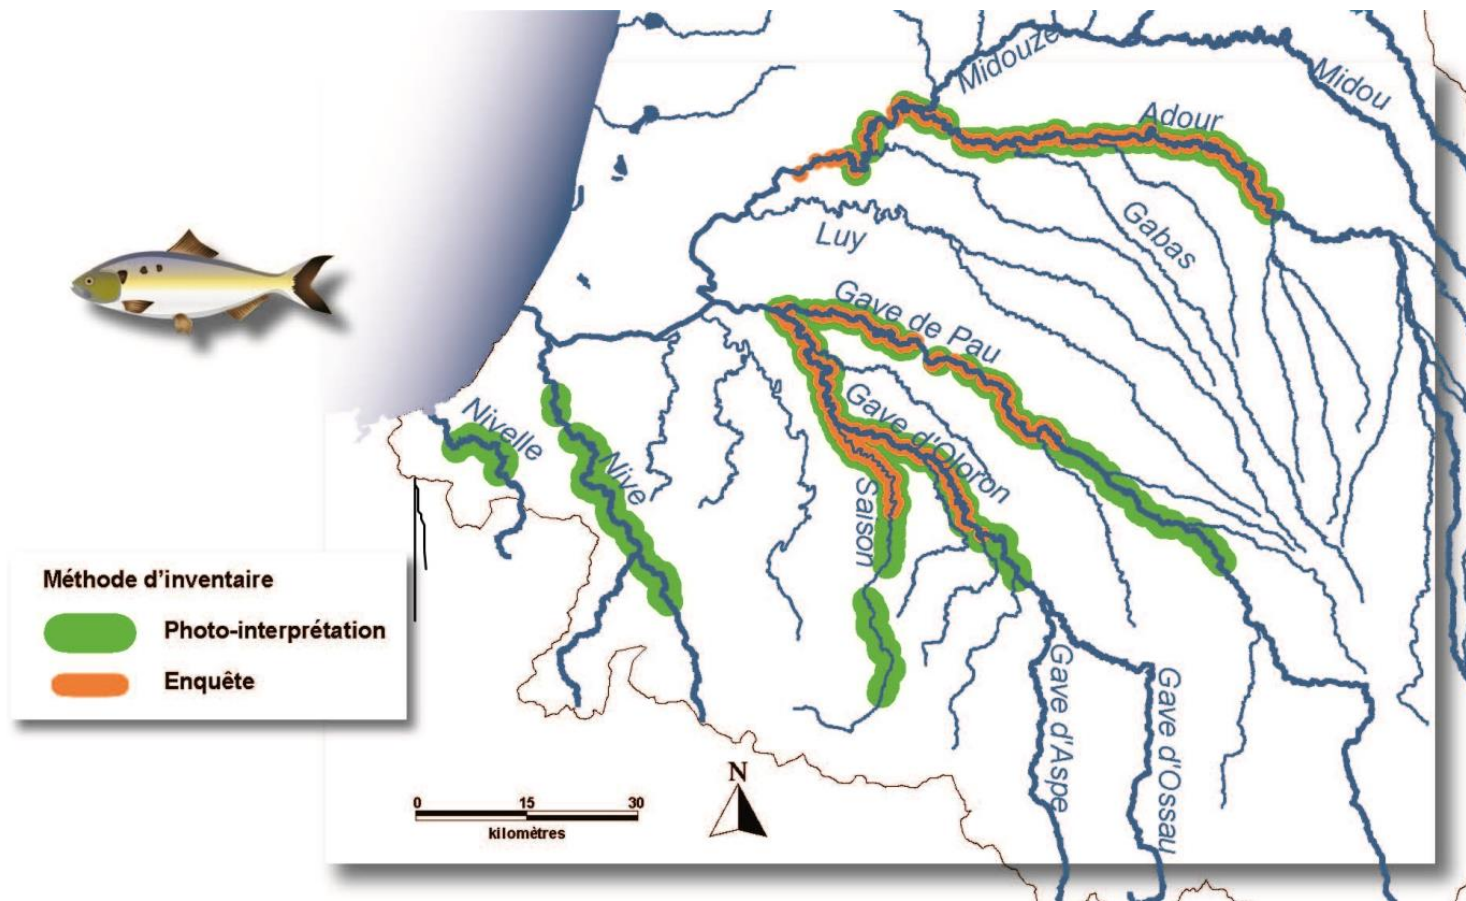 Midouze
Midou
Adour
Gabas
Luy
Gave de Pau
Gave d'Oloron
Nivelle
Nive
Saison
Méthode d'inventaire
Photo-interprétation
Enquête
Gave d'Aspe
Gave d'Ossau
N
0 15 30
kilomètres